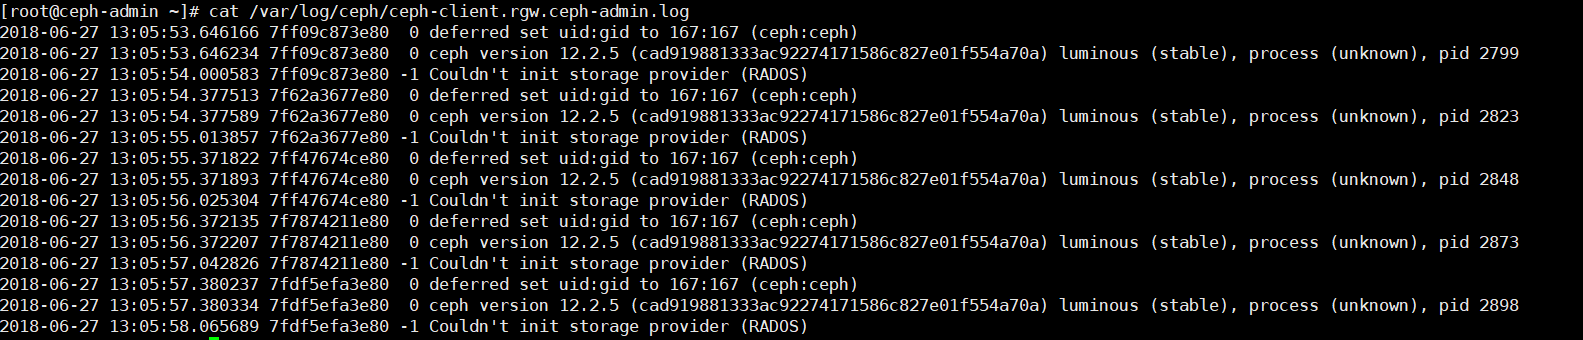 [root@ceph-admin ~]# cat /var/log/ceph/ceph-client.rgw.ceph-admin.log
2018-06-27 13:05:53.646166 7ff09c873e80  0 deferred set uid:gid to 167:167 (ceph:ceph)
2018-06-27 13:05:53.646234 7ff09c873e80  0 ceph version 12.2.5 (cad919881333ac92274171586c827e01f554a70a) luminous (stable), process (unknown), pid 2799
2018-06-27 13:05:54.000583 7ff09c873e80 -1 Couldn't init storage provider (RADOS)
2018-06-27 13:05:54.377513 7f62a3677e80  0 deferred set uid:gid to 167:167 (ceph:ceph)
2018-06-27 13:05:54.377589 7f62a3677e80  0 ceph version 12.2.5 (cad919881333ac92274171586c827e01f554a70a) luminous (stable), process (unknown), pid 2823
2018-06-27 13:05:55.013857 7f62a3677e80 -1 Couldn't init storage provider (RADOS)
2018-06-27 13:05:55.371822 7ff47674ce80  0 deferred set uid:gid to 167:167 (ceph:ceph)
2018-06-27 13:05:55.371893 7ff47674ce80  0 ceph version 12.2.5 (cad919881333ac92274171586c827e01f554a70a) luminous (stable), process (unknown), pid 2848
2018-06-27 13:05:56.025304 7ff47674ce80 -1 Couldn't init storage provider (RADOS)
2018-06-27 13:05:56.372135 7f7874211e80  0 deferred set uid:gid to 167:167 (ceph:ceph)
2018-06-27 13:05:56.372207 7f7874211e80  0 ceph version 12.2.5 (cad919881333ac92274171586c827e01f554a70a) luminous (stable), process (unknown), pid 2873
2018-06-27 13:05:57.042826 7f7874211e80 -1 Couldn't init storage provider (RADOS)
2018-06-27 13:05:57.380237 7fdf5efa3e80  0 deferred set uid:gid to 167:167 (ceph:ceph)
2018-06-27 13:05:57.380334 7fdf5efa3e80  0 ceph version 12.2.5 (cad919881333ac92274171586c827e01f554a70a) luminous (stable), process (unknown), pid 2898
2018-06-27 13:05:58.065689 7fdf5efa3e80 -1 Couldn't init storage provider (RADOS)